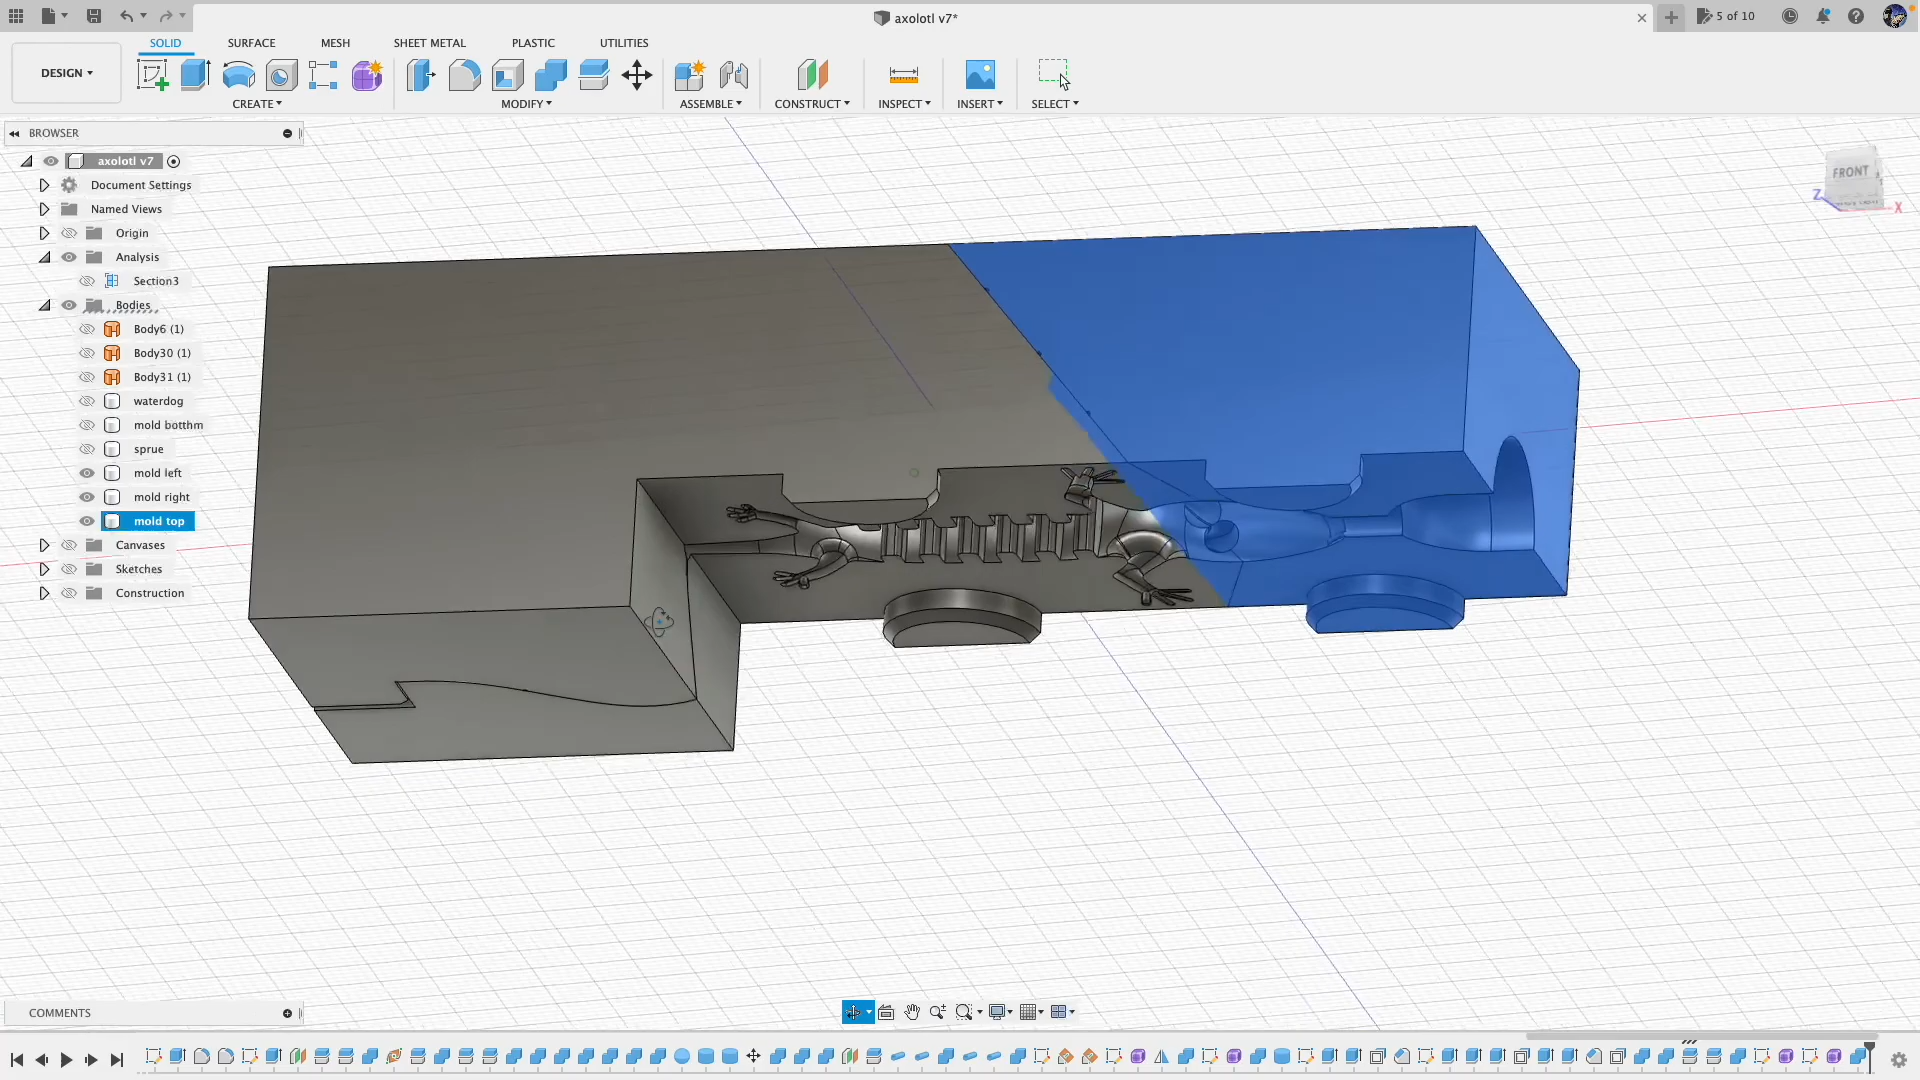 axolotl v7*
5 of 10
SOLID SURFACE MESH SHEET METAL PLASTIC UTILITIES
DESIGN
CREATE MODIFY ASSEMBLE CONSTRUCT INSPECT INSERT SELECT
BROWSER
axolotl v7
Document Settings
Named Views
Origin
Analysis
Section3
Bodies
Body6 (1)
Body30 (1)
Body31 (1)
waterdog
mold botthm
sprue
mold left
mold right
mold top
Canvases
Sketches
Construction
FRONT
Z
X
COMMENTS